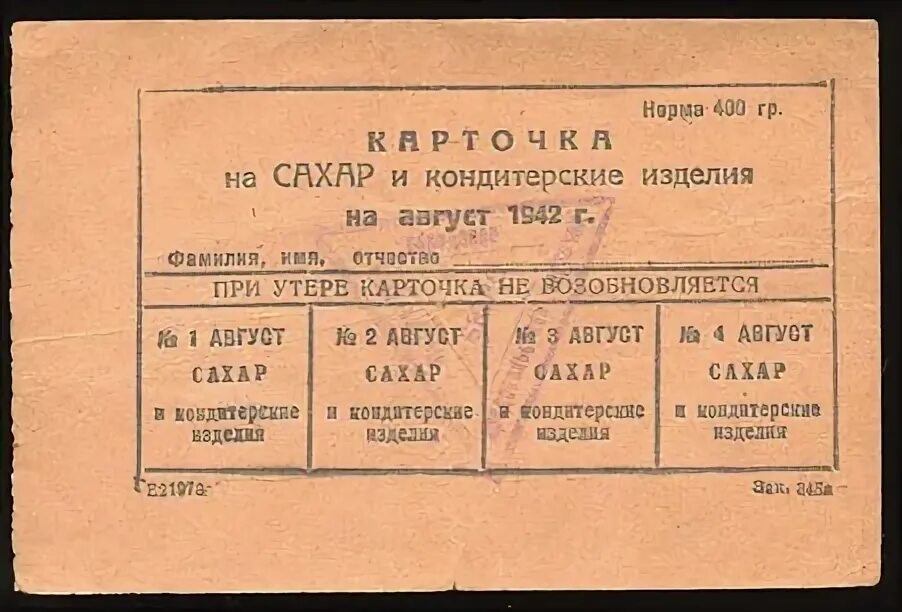 Норма 400 гр.
КАРТОЧКА
на САХАР и кондитерские изделия
на август 1942 г.
Фамилия, имя, отчество
ПРИ УТЕРЕ КАРТОЧКА НЕ ВОЗОБНОВЛЯЕТСЯ
№ 1 АВГУСТ
САХАР
и кондитерские
изделия
№ 2 АВГУСТ
САХАР
и кондитерские
изделия
№ 3 АВГУСТ
САХАР
и кондитерские
изделия
№ 4 АВГУСТ
САХАР
и кондитерские
изделия
Зак.